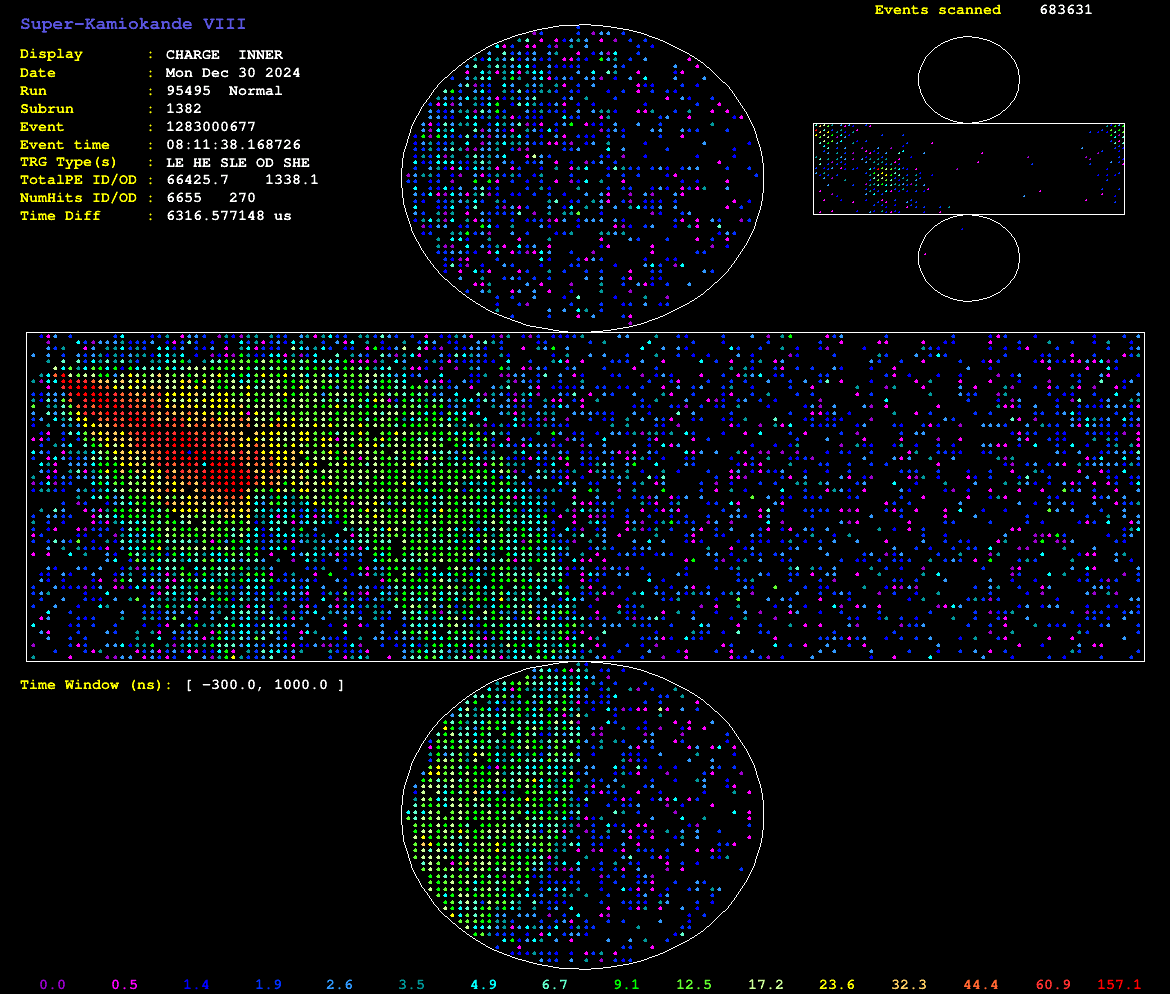 Super-Kamiokande VIII
Events scanned 683631
Display : CHARGE INNER
Date : Mon Dec 30 2024
Run : 95495 Normal
Subrun : 1382
Event : 1283000677
Event time : 08:11:38.168726
TRG Type(s) : LE HE SLE OD SHE
TotalPE ID/OD : 66425.7 1338.1
NumHits ID/OD : 6655 270
Time Diff : 6316.577148 us
Time Window (ns): [ −300.0, 1000.0 ]
0.0 0.5 1.4 1.9 2.6 3.5 4.9 6.7 9.1 12.5 17.2 23.6 32.3 44.4 60.9 157.1